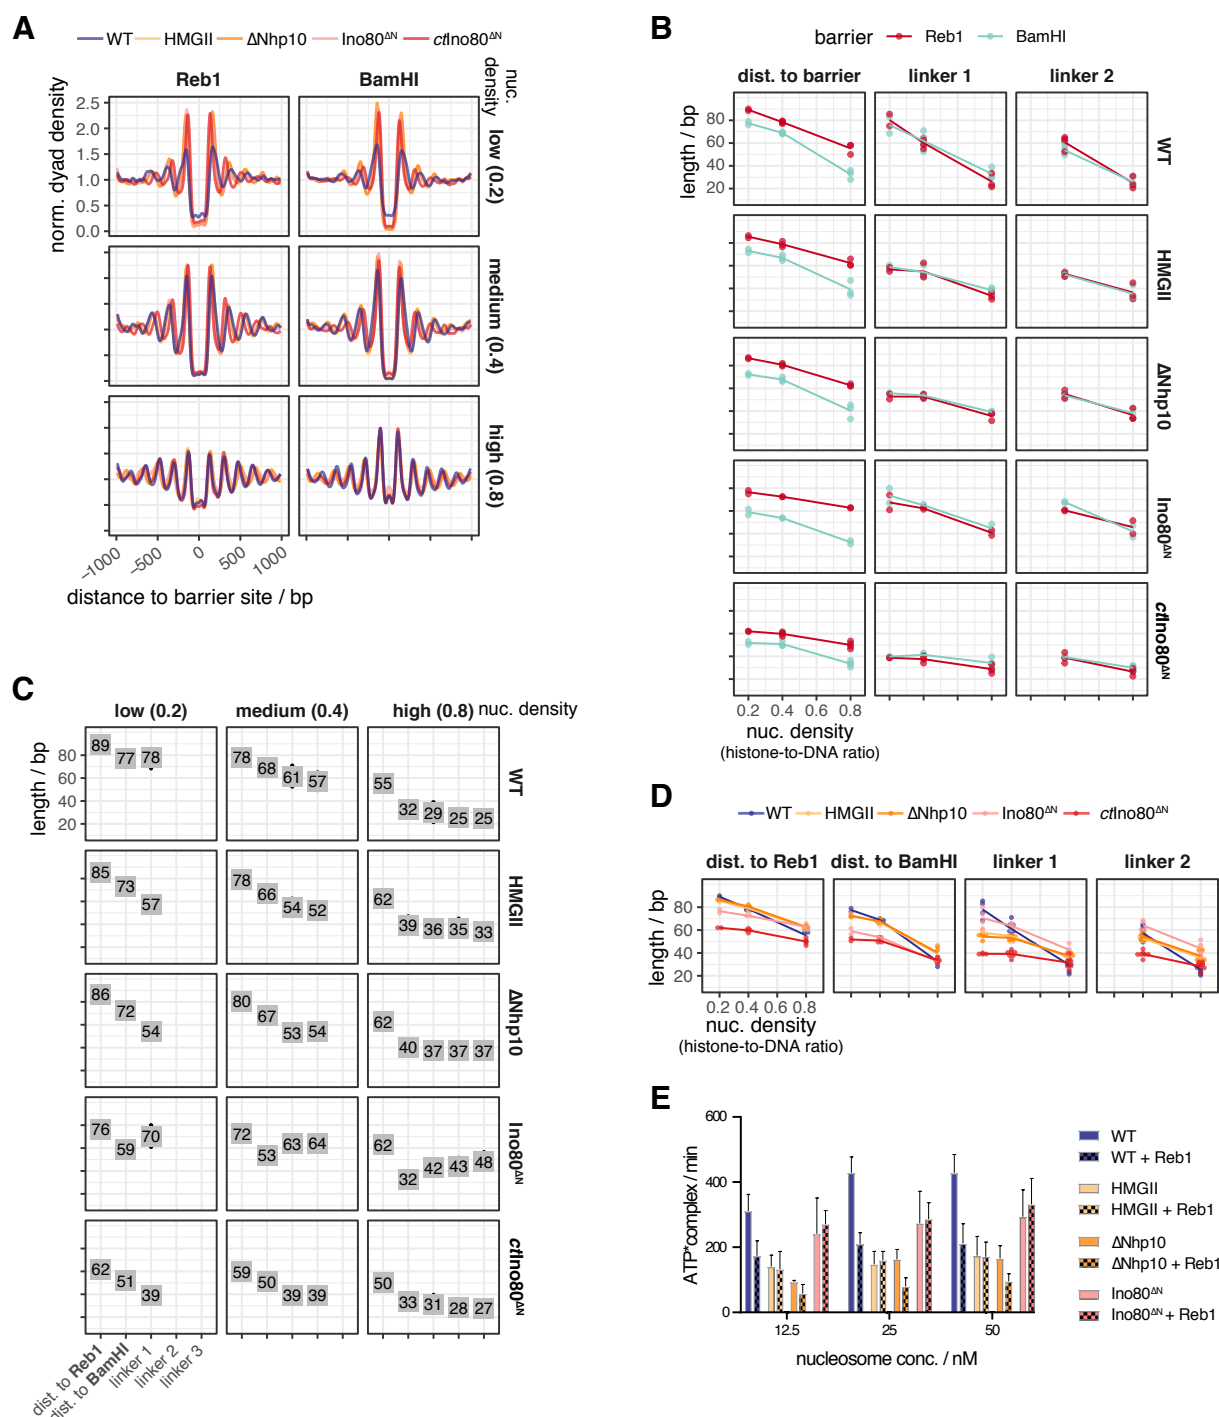 A
WT HMGII ΔNhp10 Ino80ΔN ctIno80ΔN
Reb1 BamHI nuc. density
norm. dyad density
2.5
2.0
1.5
1.0
0.5
0.0
low (0.2)
medium (0.4)
high (0.8)
−1000 −500 0 500 1000
distance to barrier site / bp
B
barrier Reb1 BamHI
dist. to barrier linker 1 linker 2
length / bp
80
60
40
20
WT
HMGII
ΔNhp10
Ino80ΔN
ctIno80ΔN
0.2 0.4 0.8
nuc. density
(histone-to-DNA ratio)
C
low (0.2) medium (0.4) high (0.8) nuc. density
length / bp
80
60
40
20
89 77 78 78 68 61 57 55 32 29 25 25 WT
85 73 57 78 66 54 52 62 39 36 35 33 HMGII
86 72 54 80 67 53 54 62 40 37 37 37 ΔNhp10
76 59 70 72 53 63 64 62 32 42 43 48 Ino80ΔN
62 51 39 59 50 39 39 50 33 31 28 27 ctIno80ΔN
dist. to Reb1
dist. to BamHI
linker 1
linker 2
linker 3
D
WT HMGII ΔNhp10 Ino80ΔN ctIno80ΔN
dist. to Reb1 dist. to BamHI linker 1 linker 2
length / bp
80
60
40
20
0.2 0.4 0.6 0.8
nuc. density
(histone-to-DNA ratio)
E
ATP*complex / min
600
400
200
0
12.5 25 50
nucleosome conc. / nM
WT
WT + Reb1
HMGII
HMGII + Reb1
ΔNhp10
ΔNhp10 + Reb1
Ino80ΔN
Ino80ΔN + Reb1